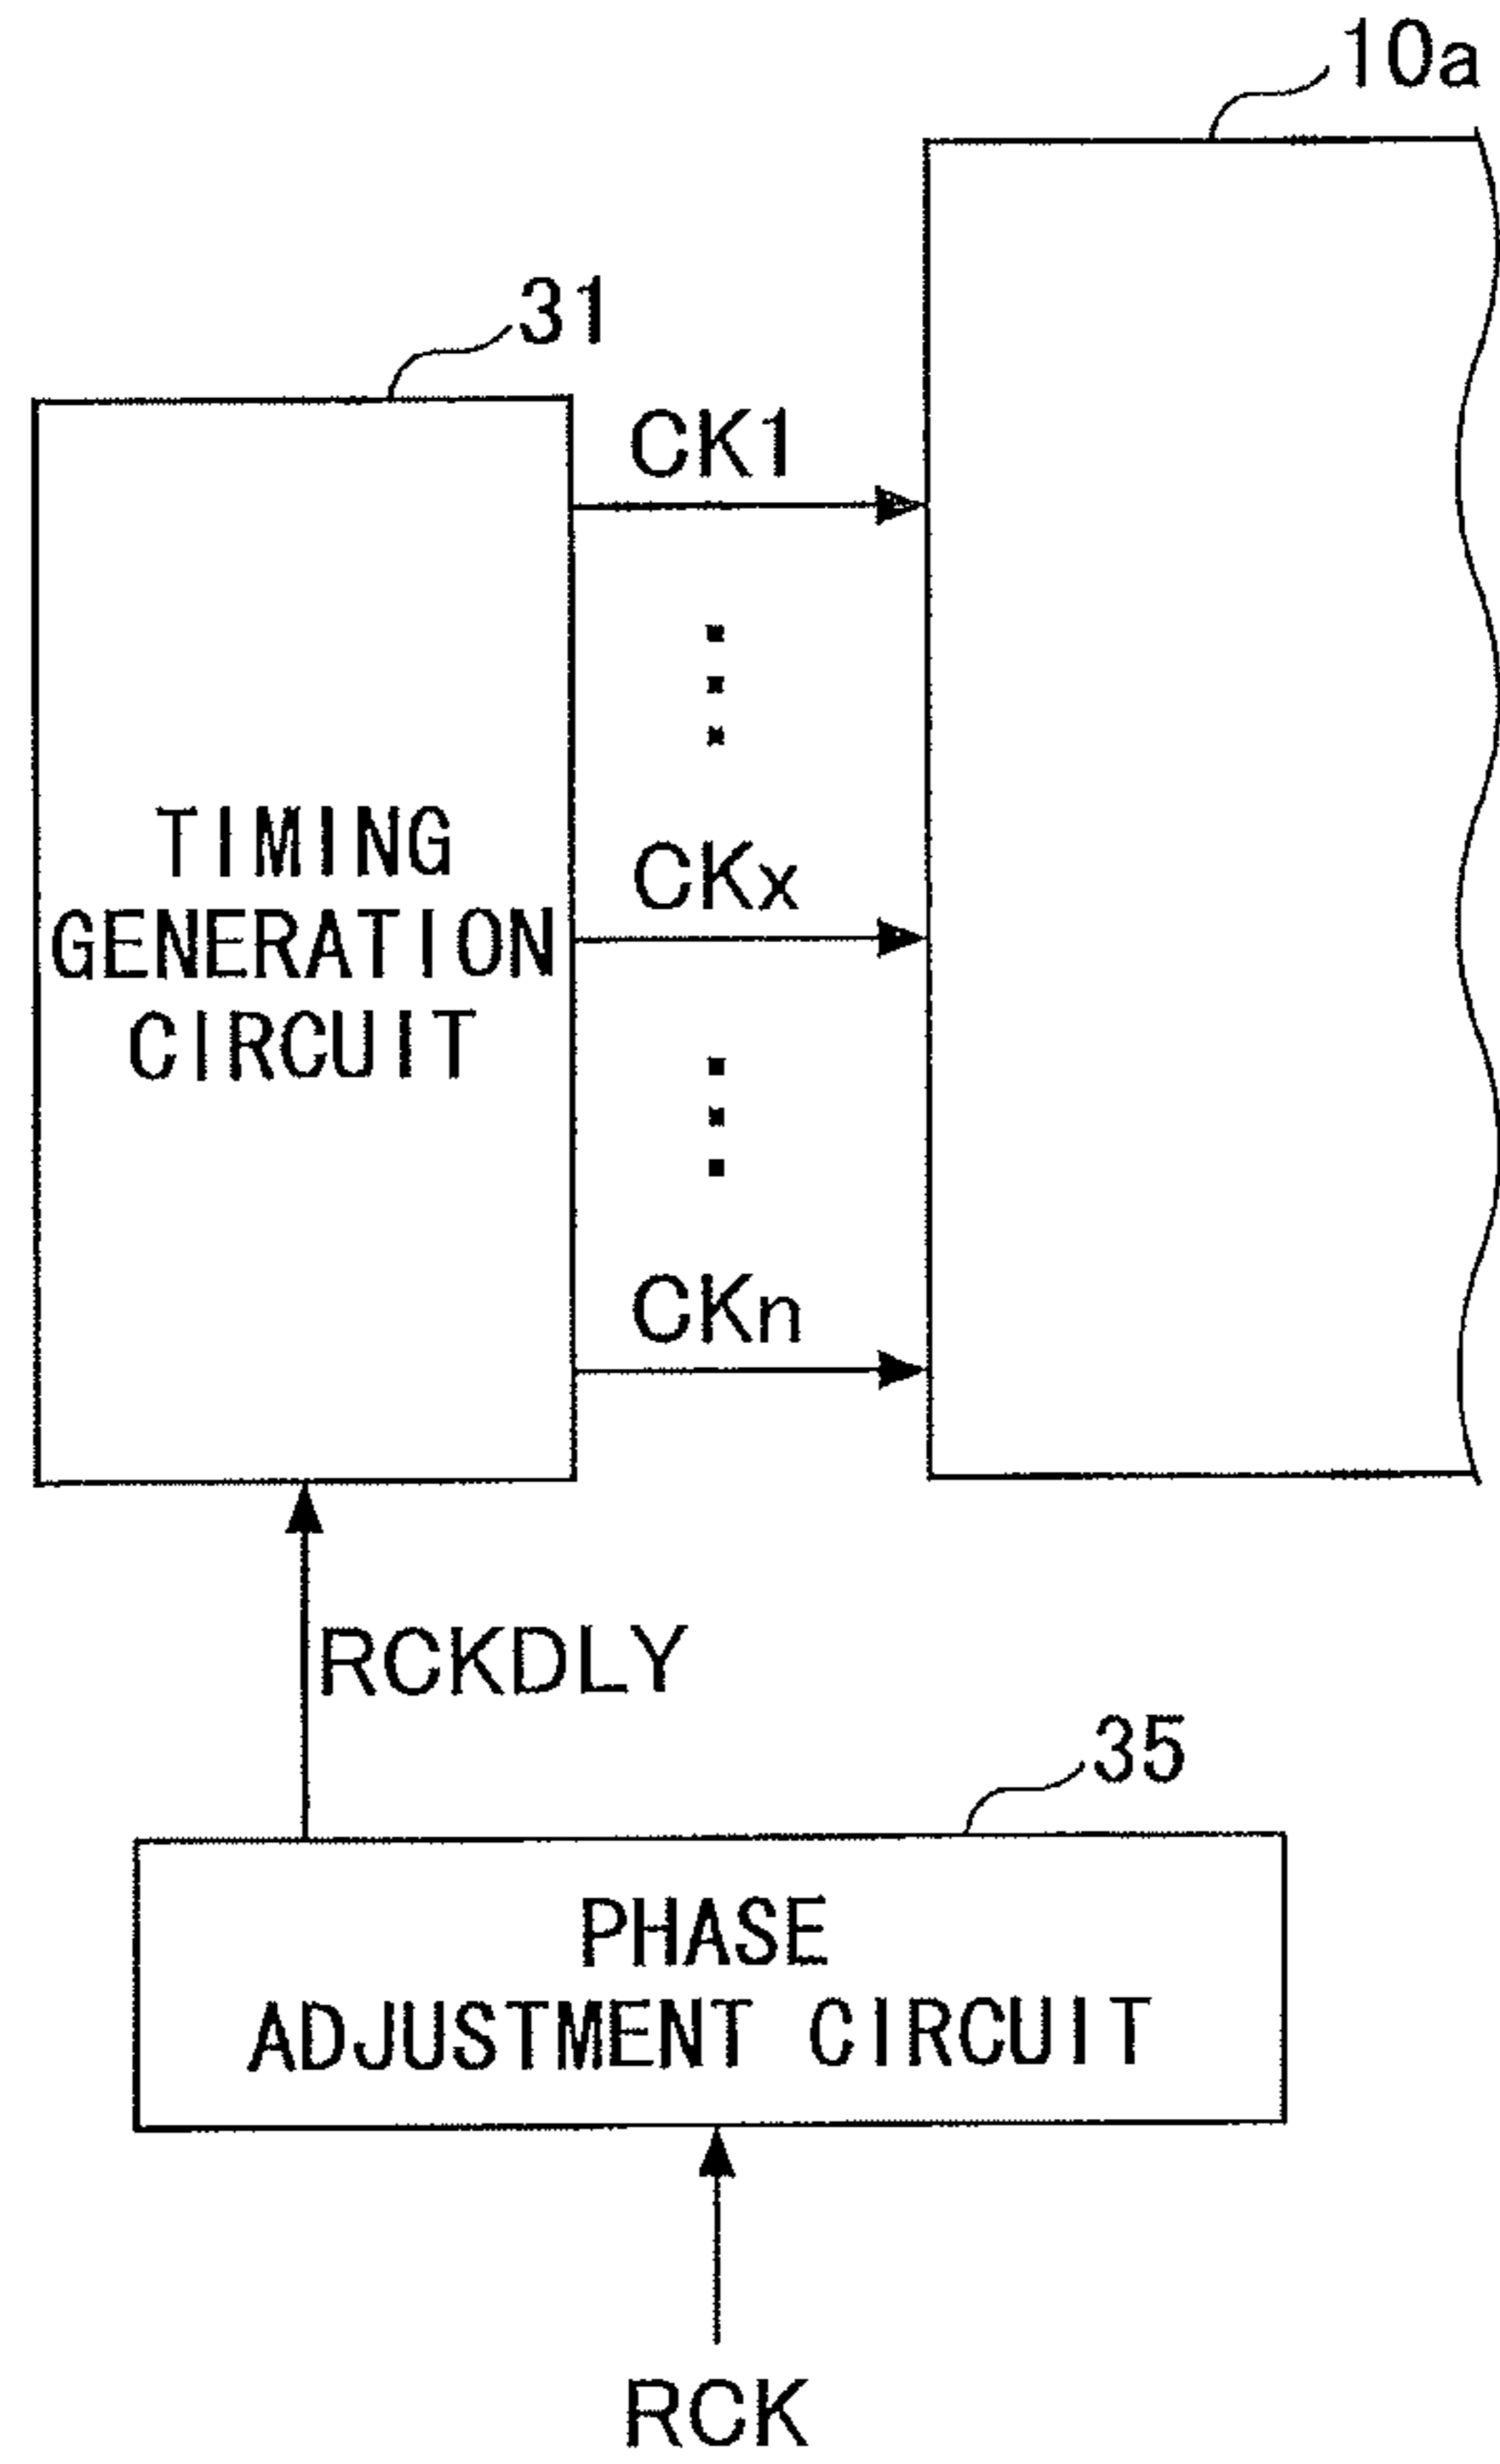 10a
31
CK1
TIMING
GENERATION
CIRCUIT
CKx
CKn
RCKDLY
35
PHASE
ADJUSTMENT CIRCUIT
RCK